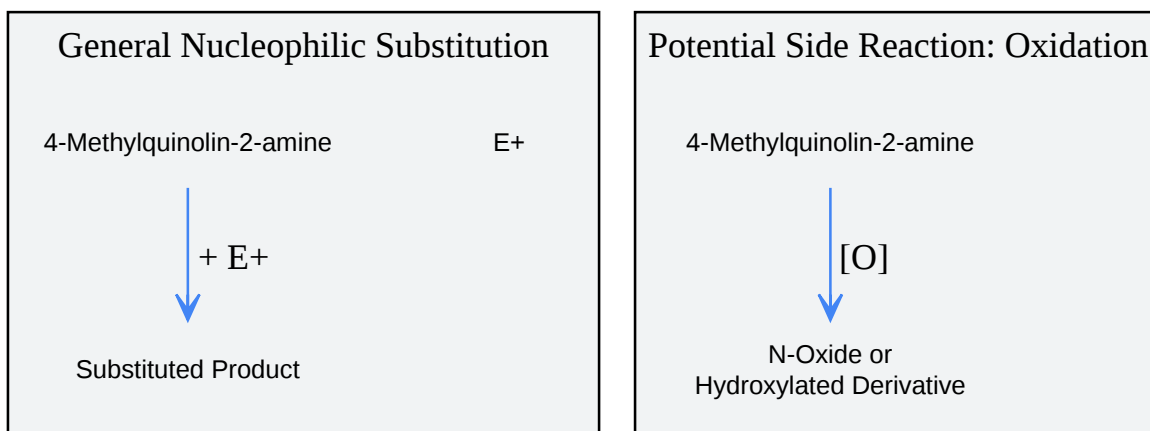 General Nucleophilic Substitution
4-Methylquinolin-2-amine
E+
+ E+
Substituted Product
Potential Side Reaction: Oxidation
4-Methylquinolin-2-amine
[O]
N-Oxide or
Hydroxylated Derivative